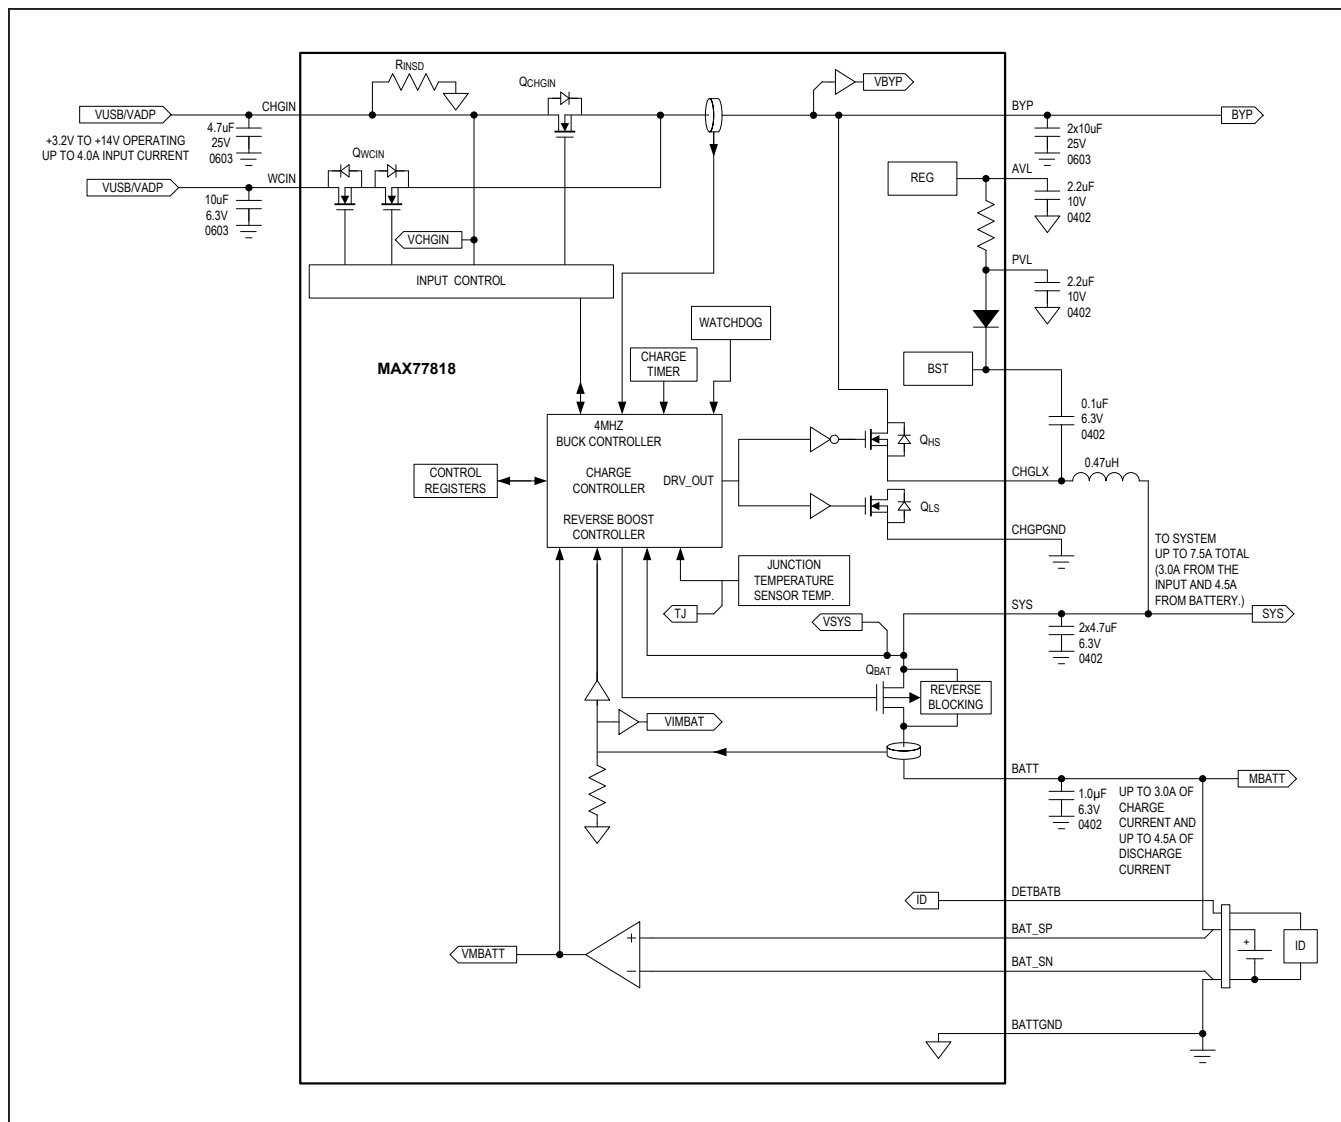 RINSD
QCHGIN
VBYP
VUSB/VADP
CHGIN
BYP
BYP
+3.2V TO +14V OPERATING
UP TO 4.0A INPUT CURRENT
4.7uF
25V
0603
2x10uF
25V
0603
QWCIN
VUSB/VADP
WCIN
10uF
6.3V
0603
REG
AVL
2.2uF
10V
0402
VCHGIN
INPUT CONTROL
PVL
2.2uF
10V
0402
WATCHDOG
MAX77818
CHARGE
TIMER
BST
0.1uF
6.3V
0402
4MHZ
BUCK CONTROLLER
CHARGE
CONTROLLER
DRV_OUT
REVERSE BOOST
CONTROLLER
CONTROL
REGISTERS
QHS
CHGLX
0.47uH
QLS
CHGPGND
TO SYSTEM
UP TO 7.5A TOTAL
(3.0A FROM THE
INPUT AND 4.5A
FROM BATTERY.)
JUNCTION
TEMPERATURE
SENSOR TEMP.
TJ
VSYS
SYS
SYS
2x4.7uF
6.3V
0402
QBAT
REVERSE
BLOCKING
VIMBAT
BATT
MBATT
1.0µF
6.3V
0402
UP TO 3.0A OF
CHARGE
CURRENT AND
UP TO 4.5A OF
DISCHARGE
CURRENT
ID
DETBATB
BAT_SP
+
+
ID
VMBATT
BAT_SN
−
BATTGND